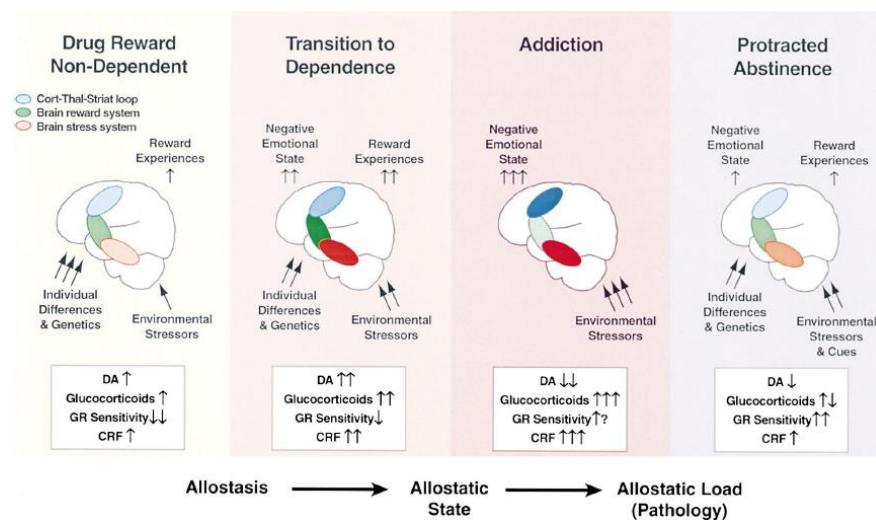 Drug Reward
Non-Dependent
Transition to
Dependence
Addiction
Protracted
Abstinence
Cort-Thal-Striat loop
Brain reward system
Brain stress system
Reward
Experiences
↑
Individual
Differences
& Genetics
Environmental
Stressors
DA ↑
Glucocorticoids ↑
GR Sensitivity↓↓
CRF ↑
Negative
Emotional
State
↑↑
Reward
Experiences
↑↑
Individual
Differences
& Genetics
Environmental
Stressors
DA ↑↑
Glucocorticoids ↑↑
GR Sensitivity↓
CRF ↑↑
Negative
Emotional
State
↑↑↑
Environmental
Stressors
DA ↓↓
Glucocorticoids ↑↑↑
GR Sensitivity↑?
CRF ↑↑↑
Negative
Emotional
State
↑
Reward
Experiences
↑
Individual
Differences
& Genetics
Environmental
Stressors
& Cues
DA ↓
Glucocorticoids ↑↓
GR Sensitivity↑↑
CRF ↑
Allostasis
Allostatic
State
Allostatic Load
(Pathology)